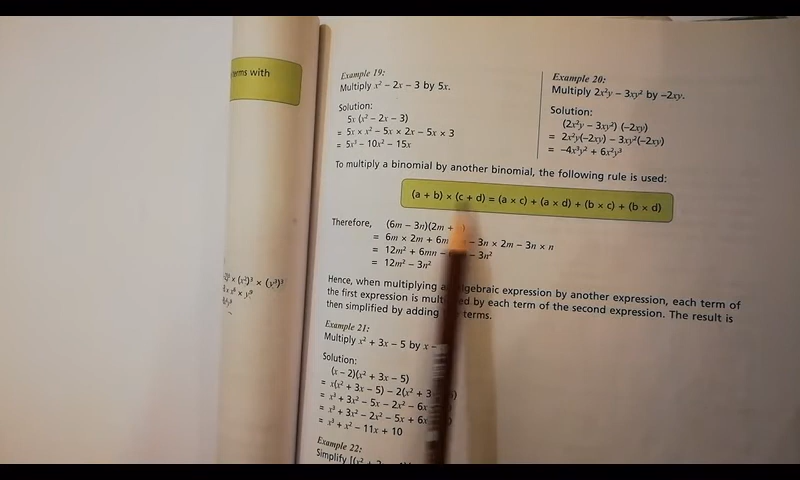 terms with
× (x²)³ × (y³)³
Example 19:
Multiply x² – 2x – 3 by 5x.
Solution:
5x (x² – 2x – 3)
= 5x × x² – 5x × 2x – 5x × 3
= 5x³ – 10x² – 15x
Example 20:
Multiply 2x²y – 3xy² by –2xy.
Solution:
(2x²y – 3xy²) (–2xy)
= 2x²y(–2xy) – 3xy²(–2xy)
= –4x³y² + 6x²y³
To multiply a binomial by another binomial, the following rule is used:
(a + b) × (c + d) = (a × c) + (a × d) + (b × c) + (b × d)
Therefore, (6m – 3n)(2m +
= 6m × 2m + 6m – 3n × 2m – 3n × n
= 12m² + 6mn – – 3n²
= 12m² – 3n²
Hence, when multiplying algebraic expression by another expression, each term of
the first expression is by each term of the second expression. The result is
then simplified by adding terms.
Example 21:
Multiply x² + 3x – 5 by x –
Solution:
(x – 2)(x² + 3x – 5)
= x(x² + 3x – 5) – 2(x² + 3
= x³ + 3x² – 5x – 2x² – 6x
= x³ + 3x² – 2x² – 5x + 6x
= x³ + x² – 11x + 10
Example 22:
Simplify